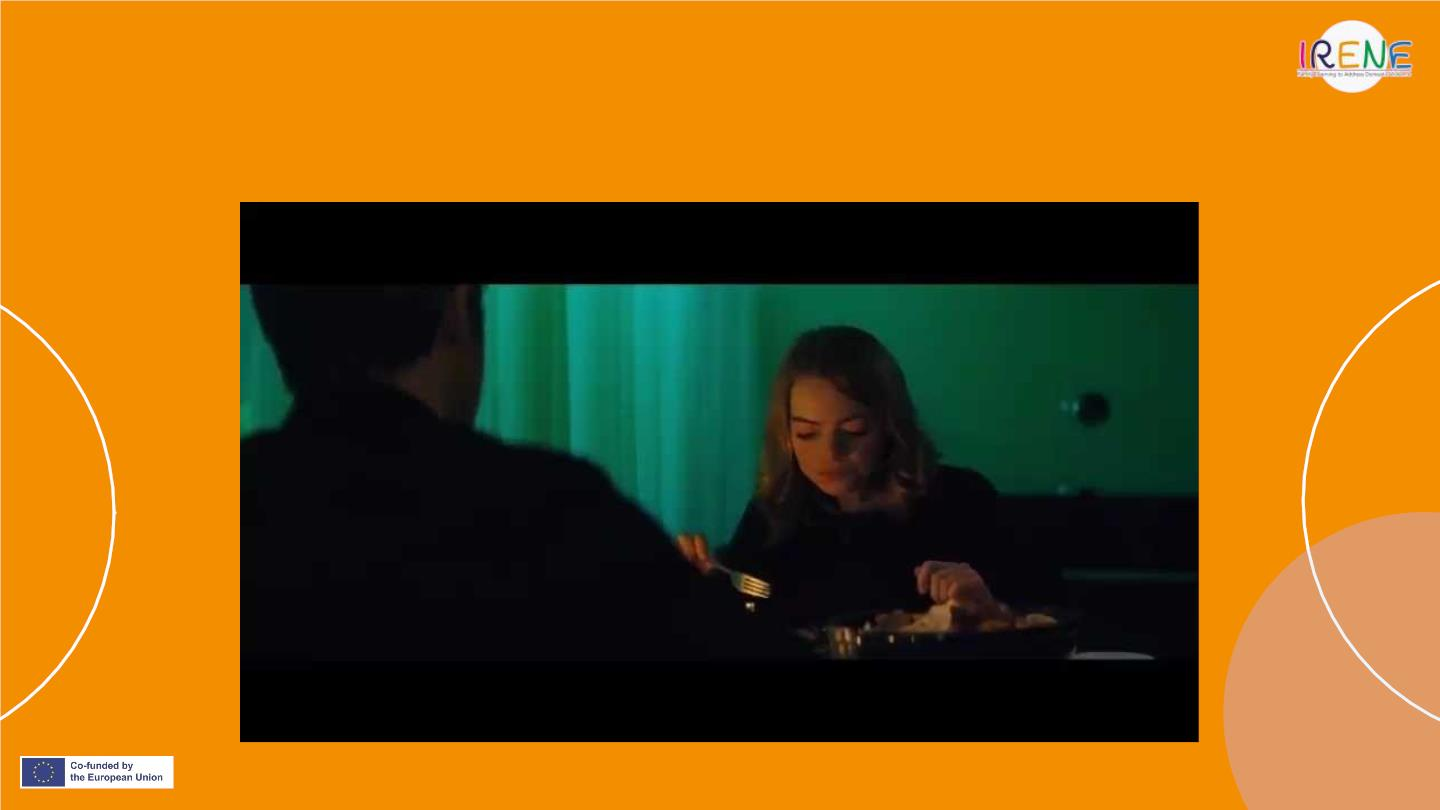 IRENE
Co-funded by
the European Union